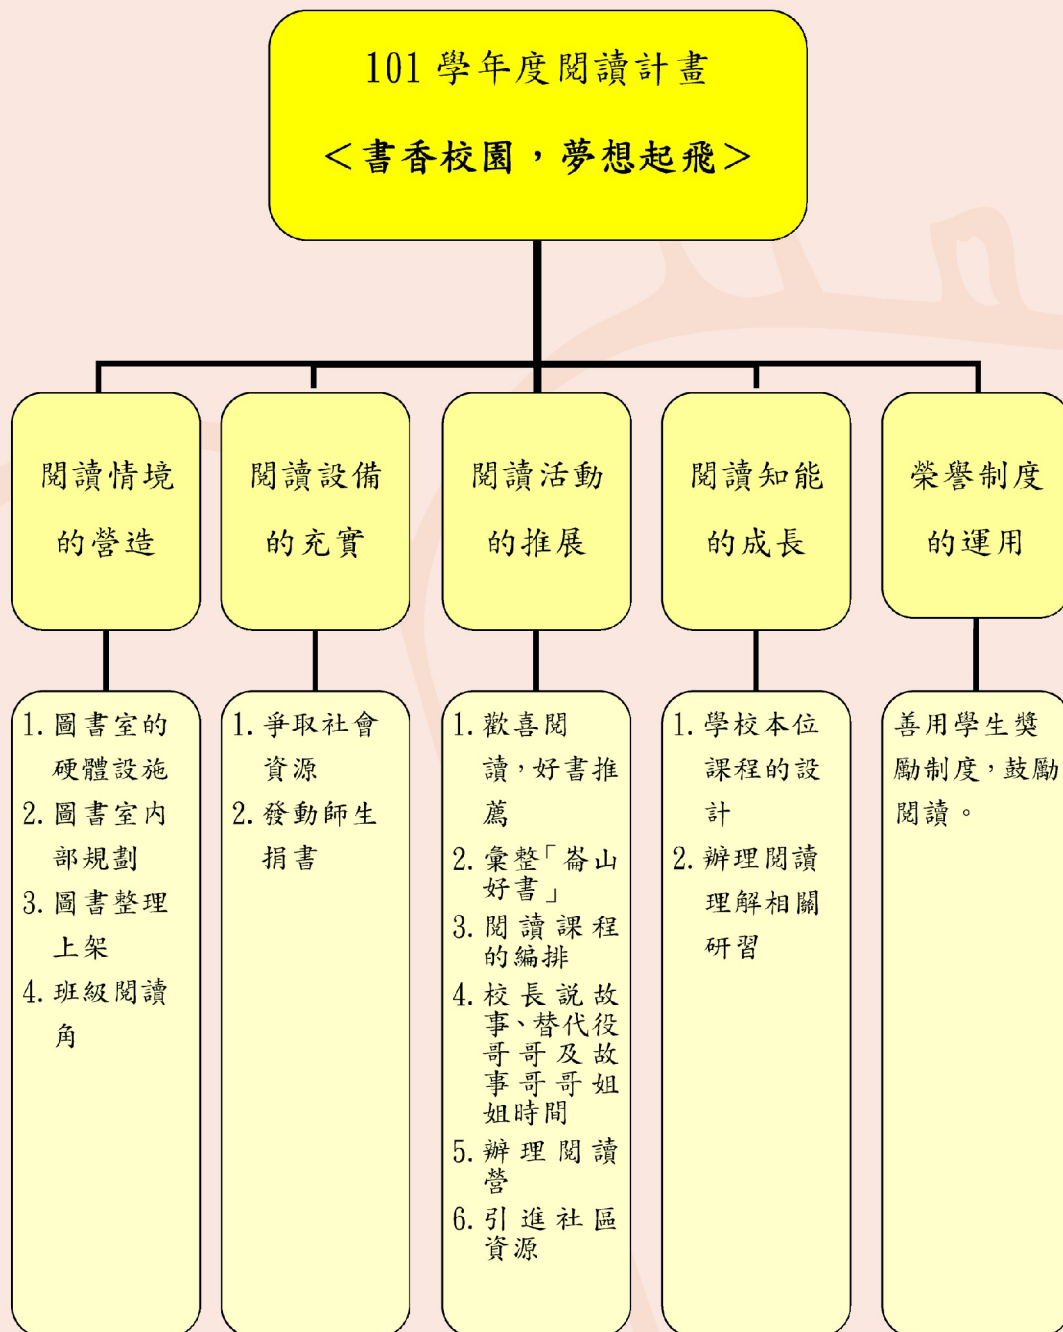 101 學年度閱讀計畫
＜書香校園，夢想起飛＞
閱讀情境
的營造
閱讀設備
的充實
閱讀活動
的推展
閱讀知能
的成長
榮譽制度
的運用
1. 圖書室的
硬體設施
2. 圖書室內
部規劃
3. 圖書整理
上架
4. 班級閱讀
角
1. 爭取社會
資源
2. 發動師生
捐書
1. 歡喜閱
讀，好書推
薦
2. 彙整「崙山
好書」
3. 閱讀課程
的編排
4. 校長說故
事、替代役
哥哥及故
事哥哥姐
姐時間
5. 辦理閱讀
營
6. 引進社區
資源
1. 學校本位
課程的設
計
2. 辦理閱讀
理解相關
研習
善用學生獎
勵制度，鼓勵
閱讀。